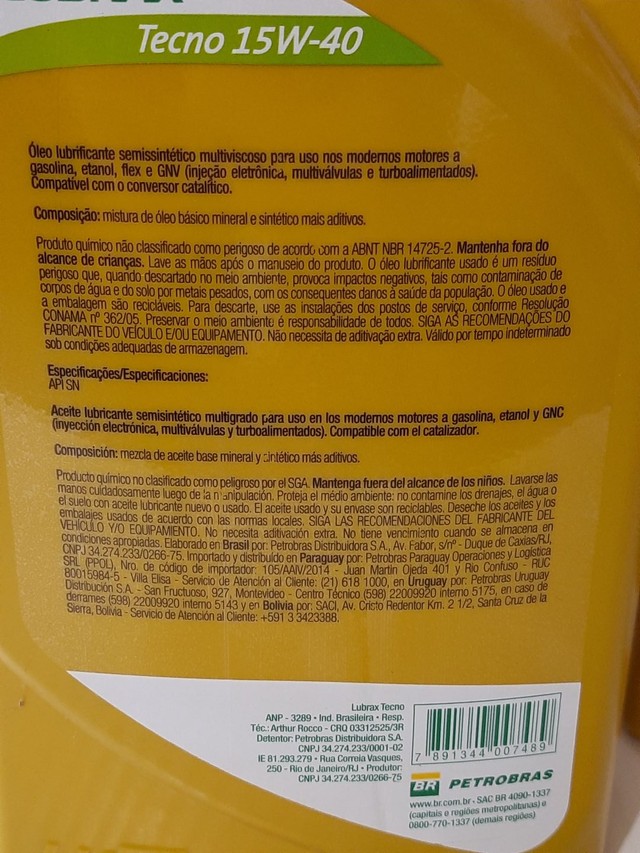 Tecno 15W-40
Óleo lubrificante semissintético multiviscoso para uso nos modernos motores a
gasolina, etanol, flex e GNV (injeção eletrônica, multiválvulas e turboalimentados).
Compatível com o conversor catalítico.
Composição: mistura de óleo básico mineral e sintético mais aditivos.
Produto químico não classificado como perigoso de acordo com a ABNT NBR 14725-2. Mantenha fora do
alcance de crianças. Lave as mãos após o manuseio do produto. O óleo lubrificante usado é um resíduo
perigoso que, quando descartado no meio ambiente, provoca impactos negativos, tais como contaminação de
corpos de água e do solo por metais pesados, com os consequentes danos à saúde da população. O óleo usado e
a embalagem são recicláveis. Para descarte, use as instalações dos postos de serviço, conforme Resolução
CONAMA nº 362/05. Preservar o meio ambiente é responsabilidade de todos. SIGA AS RECOMENDAÇÕES DO
FABRICANTE DO VEÍCULO E/OU EQUIPAMENTO. Não necessita de aditivação extra. Válido por tempo indeterminado
sob condições adequadas de armazenagem.
Especificações/Especificaciones:
API SN
Aceite lubricante semisintético multigrado para uso en los modernos motores a gasolina, etanol y GNC
(inyección electrónica, multiválvulas y turboalimentados). Compatible com el catalizador.
Composición: mezcla de aceite base mineral y sintético más aditivos.
Producto químico no clasificado como peligroso por el SGA. Mantenga fuera del alcance de los niños. Lavarse las
manos cuidadosamente luego de la manipulación. Proteja el médio ambiente: no contamine los drenajes, el água o
el suelo con aceite lubricante nuevo o usado. El aceite usado y su envase son reciclables. Deseche los aceites y los
embalajes usados de acuerdo con las normas locales. SIGA LAS RECOMENDACIONES DEL FABRICANTE DEL
VEHÍCULO Y/O EQUIPAMIENTO. No necesita aditivación extra. No tiene vencimiento cuando se almacena en
condiciones apropiadas. Elaborado en Brasil por: Petrobras Distribuidora S.A., Av. Fabor, s/nº - Duque de Caxias/RJ,
CNPJ 34.274.233/0266-75. Importado y distribuído en Paraguay por: Petrobras Paraguay Operaciones y Logística
SRL (PPOL), Nro. de código de importador 105/AAIV/2014 - Juan Martín Ojeda 401 y Rio Confuso - RUC
80015984-5 - Villa Elisa - Servicio de Atención al Cliente: (21) 618 1000, en Uruguay por: Petrobras Uruguay
Distribución S.A. - San Fructuoso, 927, Montevideo - Centro Técnico (598) 22009920 interno 5175, en caso de
derrames (598) 22009920 interno 5143 y en Bolivia por: SACI, Av. Cristo Redentor Km. 2 1/2, Santa Cruz de la
Sierra, Bolivia - Servicio de Atención al Cliente: +591 3 3423388.
Lubrax Tecno
ANP - 3289 • Ind. Brasileira • Resp.
Téc.: Arthur Rocco - CRQ 03312525/3R
Detentor: Petrobras Distribuidora S.A.
CNPJ 34.274.233/0001-02
IE 81.293.279 • Rua Correia Vasques,
250 - Rio de Janeiro/RJ • Produtor:
CNPJ 34.274.233/0266-75
7 891344 007489
BR PETROBRAS
www.br.com.br • SAC BR 4090-1337
(capitais e regiões metropolitanas) e
0800-770-1337 (demais regiões)